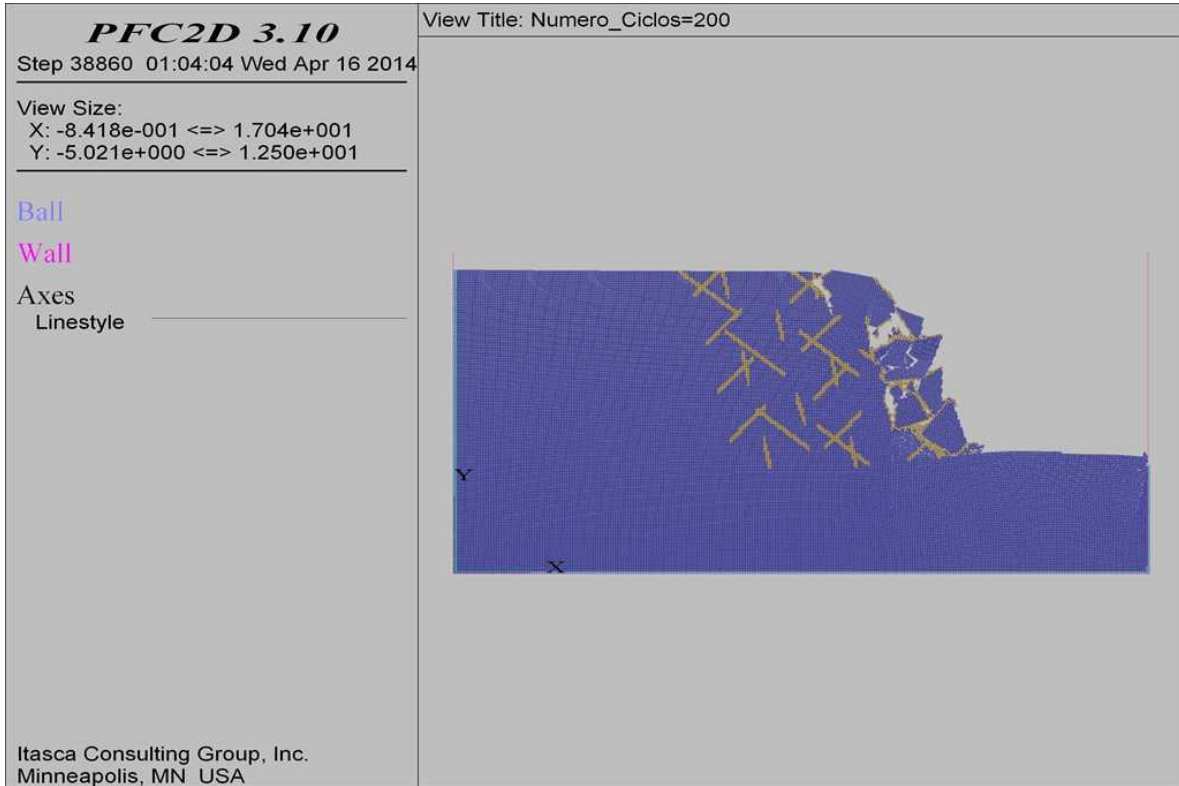 PFC2D 3.10
Step 38860 01:04:04 Wed Apr 16 2014
View Size:
X: -8.418e-001 <=> 1.704e+001
Y: -5.021e+000 <=> 1.250e+001
Ball
Wall
Axes
Linestyle
Itasca Consulting Group, Inc.
Minneapolis, MN USA
View Title: Numero_Ciclos=200
Y
X